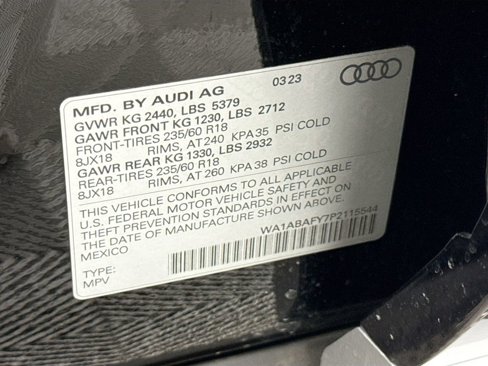 MFD. BY AUDI AG 03 23
GVWR KG 2440, LBS 5379
GAWR FRONT KG 1230, LBS 2712
FRONT-TIRES 235/60 R18
8JX18 RIMS, AT 240 KPA 35 PSI COLD
GAWR REAR KG 1330, LBS 2932
REAR-TIRES 235/60 R18
8JX18 RIMS, AT 260 KPA 38 PSI COLD
THIS VEHICLE CONFORMS TO ALL APPLICABLE
U.S. FEDERAL MOTOR VEHICLE SAFETY AND
THEFT PREVENTION STANDARDS IN EFFECT ON
THE DATE OF MANUFACTURE SHOWN ABOVE.
MEXICO
WA1ABAFY7P2115544
TYPE:
MPV